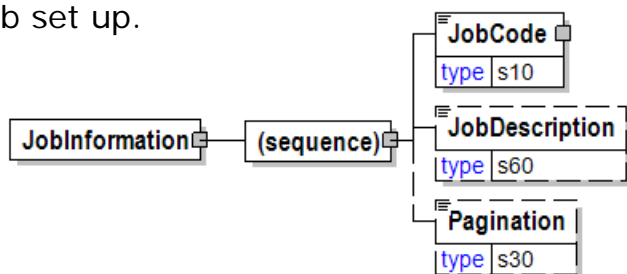 b set up.
JobCode
type s10
JobInformation
(sequence)
JobDescription
type s60
Pagination
type s30